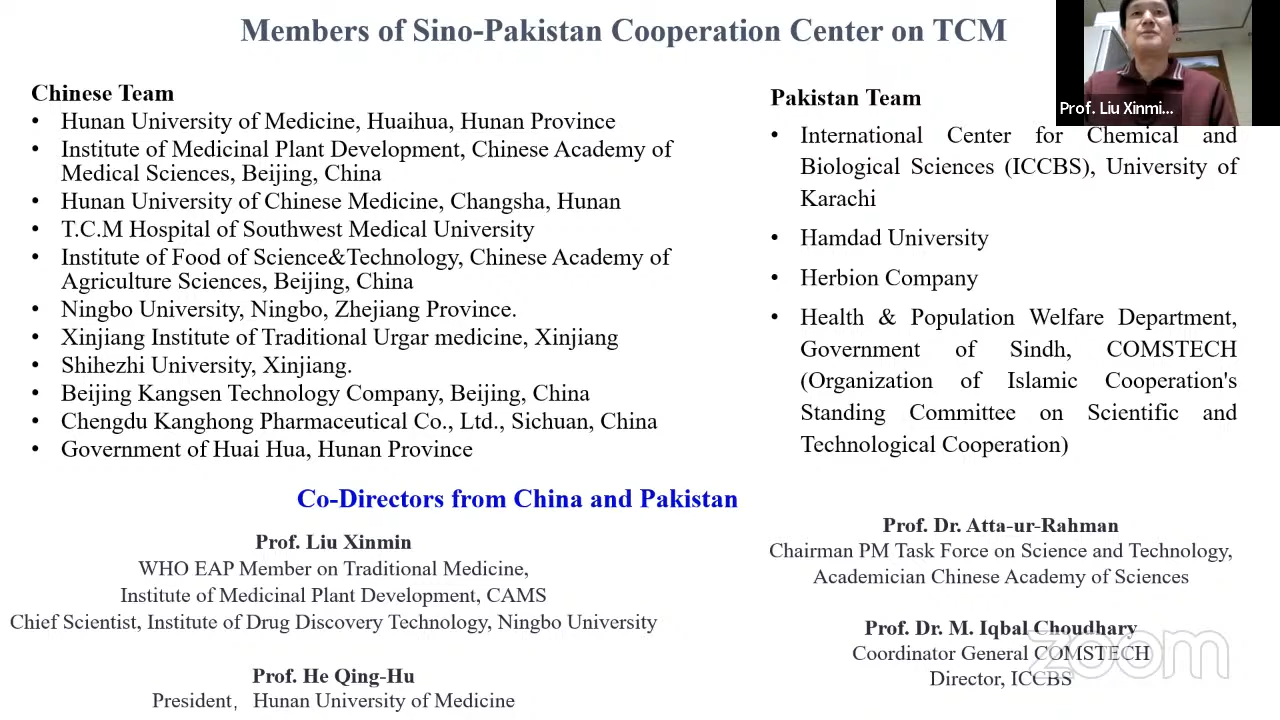 Members of Sino-Pakistan Cooperation Center on TCM
Prof. Liu Xinmi...
Chinese Team
• Hunan University of Medicine, Huaihua, Hunan Province
• Institute of Medicinal Plant Development, Chinese Academy of
Medical Sciences, Beijing, China
• Hunan University of Chinese Medicine, Changsha, Hunan
• T.C.M Hospital of Southwest Medical University
• Institute of Food of Science&Technology, Chinese Academy of
Agriculture Sciences, Beijing, China
• Ningbo University, Ningbo, Zhejiang Province.
• Xinjiang Institute of Traditional Urgar medicine, Xinjiang
• Shihezhi University, Xinjiang.
• Beijing Kangsen Technology Company, Beijing, China
• Chengdu Kanghong Pharmaceutical Co., Ltd., Sichuan, China
• Government of Huai Hua, Hunan Province
Pakistan Team
• International Center for Chemical and
Biological Sciences (ICCBS), University of
Karachi
• Hamdad University
• Herbion Company
• Health & Population Welfare Department,
Government of Sindh, COMSTECH
(Organization of Islamic Cooperation's
Standing Committee on Scientific and
Technological Cooperation)
Co-Directors from China and Pakistan
Prof. Liu Xinmin
WHO EAP Member on Traditional Medicine,
Institute of Medicinal Plant Development, CAMS
Chief Scientist, Institute of Drug Discovery Technology, Ningbo University
Prof. He Qing-Hu
President，Hunan University of Medicine
Prof. Dr. Atta-ur-Rahman
Chairman PM Task Force on Science and Technology,
Academician Chinese Academy of Sciences
Prof. Dr. M. Iqbal Choudhary
Coordinator General COMSTECH
Director, ICCBS
zoom